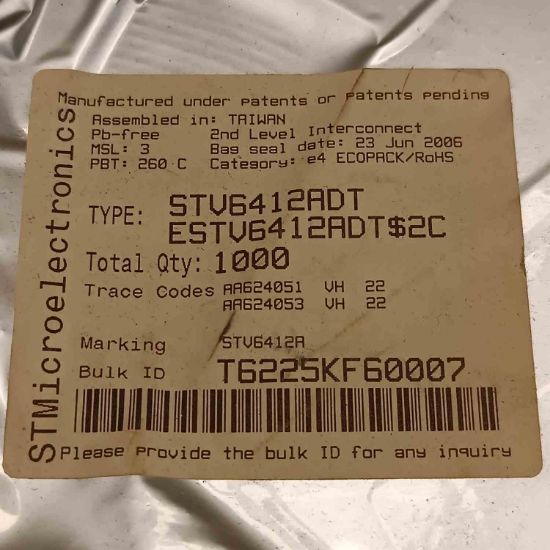 STMicroelectronics
Manufactured under patents or patents pending
Assembled in: TAIWAN
Pb-free 2nd Level Interconnect
MSL: 3 Bag seal date: 23 Jun 2006
PBT: 260 C Category: e4 ECOPACK/RoHS
TYPE: STV6412ADT
ESTV6412ADT$2C
Total Qty: 1000
Trace Codes AA624051 VH 22
AA624053 VH 22
Marking STV6412A
Bulk ID T6225KF60007
Please provide the bulk ID for any inquiry